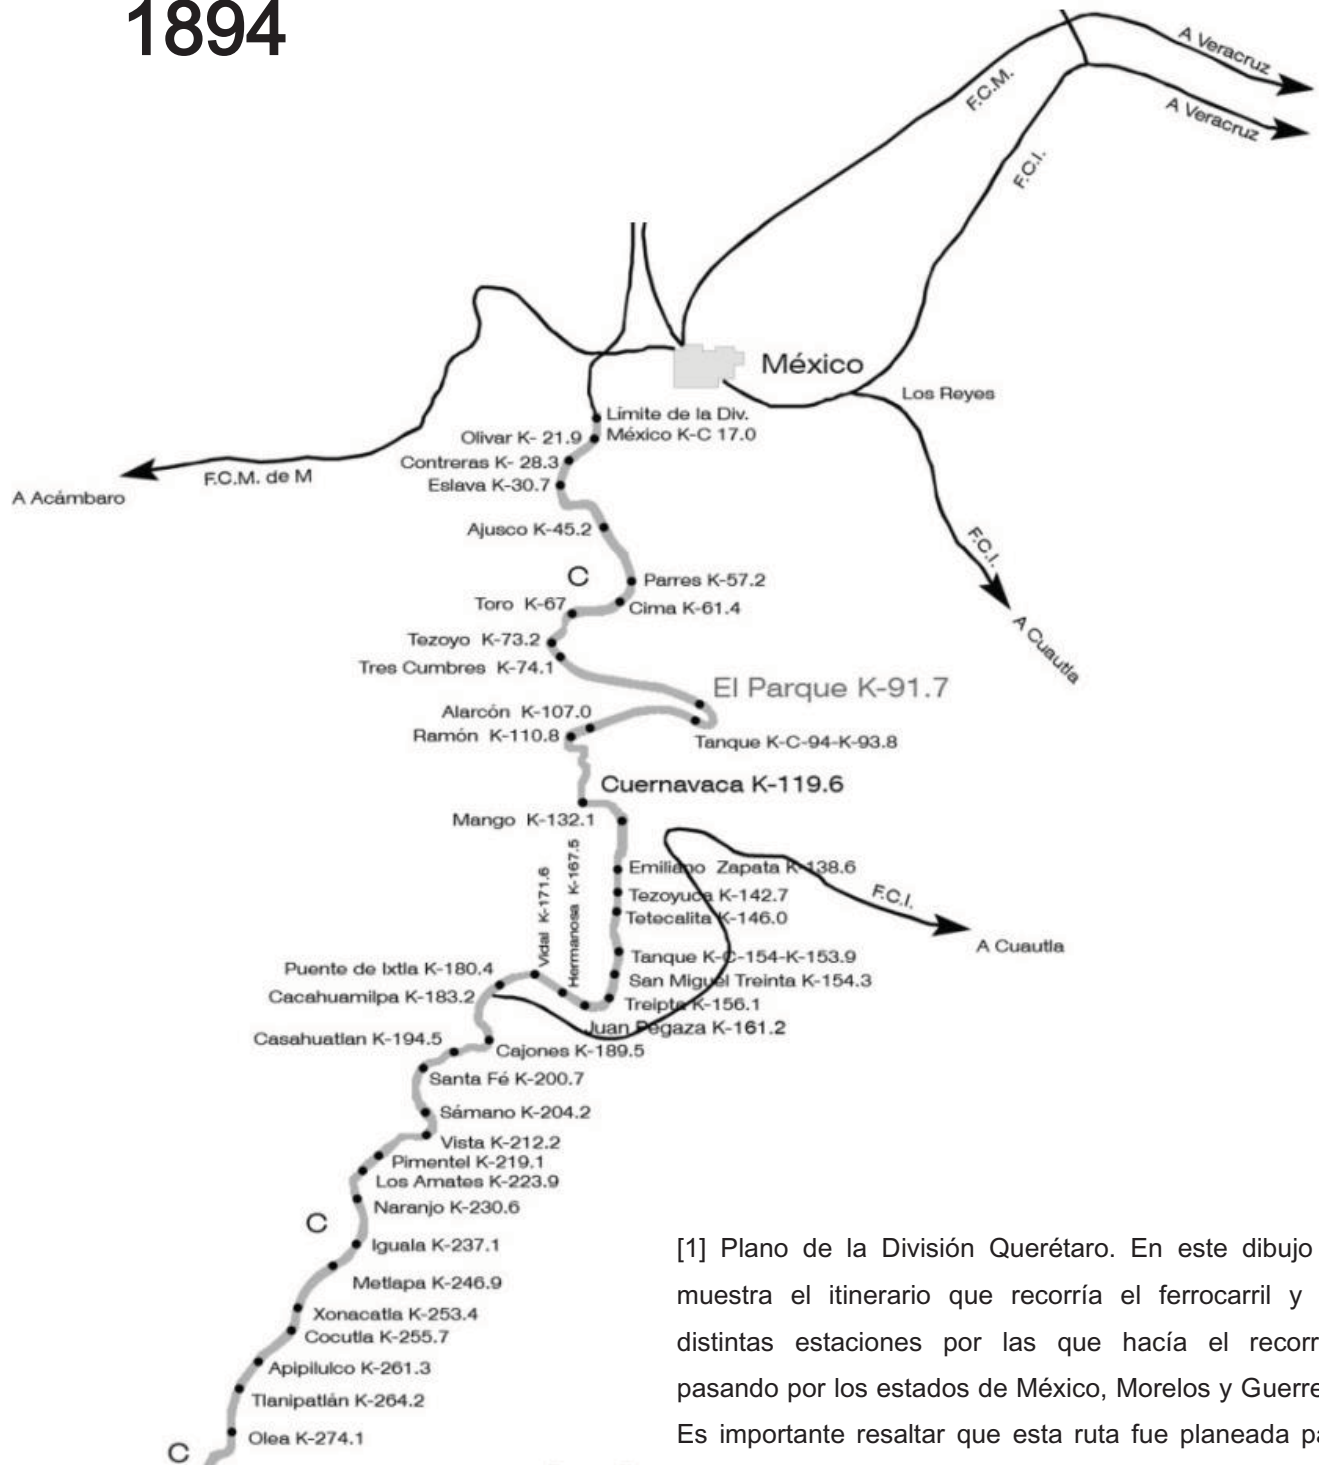 1894
A Veracruz
F.C.M.
A Veracruz
F.C.I.
México
Los Reyes
Límite de la Div.
México K-C 17.0
Olivar K- 21.9
Contreras K- 28.3
F.C.M. de M
A Acámbaro
Eslava K-30.7
Ajusco K-45.2
F.C.I.
A Cuautla
C
Parres K-57.2
Toro K-67
Cima K-61.4
Tezoyo K-73.2
Tres Cumbres K-74.1
El Parque K-91.7
Alarcón K-107.0
Ramón K-110.8
Tanque K-C-94-K-93.8
Cuernavaca K-119.6
Mango K-132.1
Emiliano Zapata K-138.6
F.C.I.
A Cuautla
Tezoyuca K-142.7
Tetecalita K-146.0
Vidal K-171.6
Hermanosa K-167.5
Tanque K-C-154-K-153.9
Puente de Ixtla K-180.4
San Miguel Treinta K-154.3
Cacahuamilpa K-183.2
Treipta K-156.1
Juan Pegaza K-161.2
Casahuatlan K-194.5
Cajones K-189.5
Santa Fé K-200.7
Sámano K-204.2
Vista K-212.2
Pimentel K-219.1
Los Amates K-223.9
Naranjo K-230.6
C
Iguala K-237.1
Metlapa K-246.9
Xonacatla K-253.4
Cocutla K-255.7
Apipilulco K-261.3
Tlanipatlán K-264.2
Olea K-274.1
C
[1] Plano de la División Querétaro. En este dibujo
muestra el itinerario que recorría el ferrocarril y
distintas estaciones por las que hacía el recorr
pasando por los estados de México, Morelos y Guerre
Es importante resaltar que esta ruta fue planeada pa